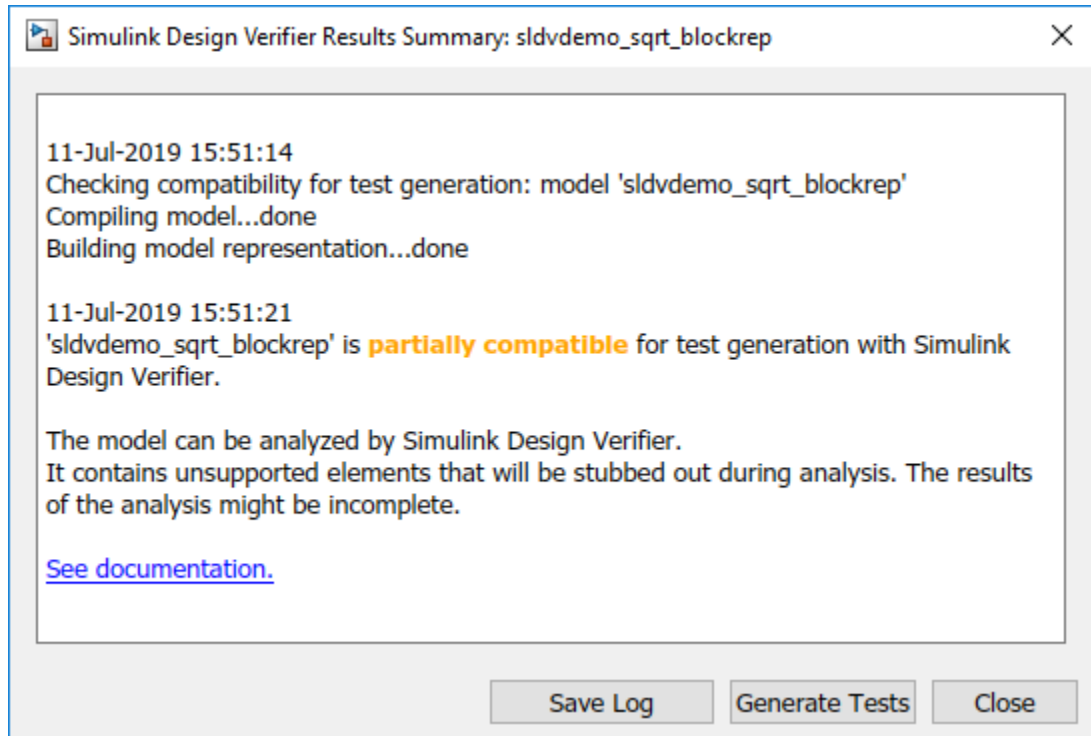 Simulink Design Verifier Results Summary: sldvdemo_sqrt_blockrep
11-Jul-2019 15:51:14
Checking compatibility for test generation: model 'sldvdemo_sqrt_blockrep'
Compiling model...done
Building model representation...done
11-Jul-2019 15:51:21
'sldvdemo_sqrt_blockrep' is partially compatible for test generation with Simulink
Design Verifier.
The model can be analyzed by Simulink Design Verifier.
It contains unsupported elements that will be stubbed out during analysis. The results
of the analysis might be incomplete.
See documentation.
Save Log
Generate Tests
Close